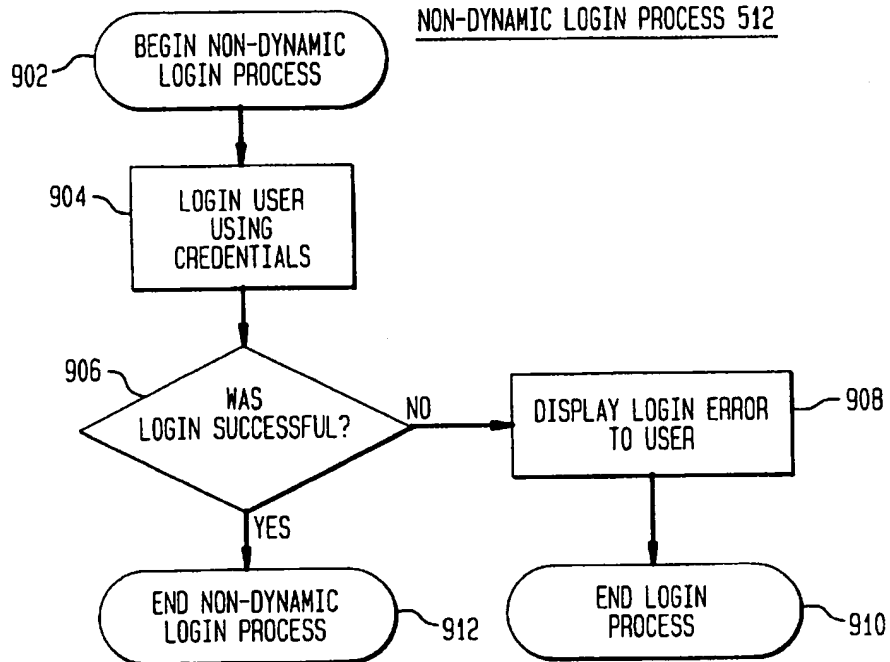 NON-DYNAMIC LOGIN PROCESS 512
BEGIN NON-DYNAMIC
LOGIN PROCESS
902
904
LOGIN USER
USING
CREDENTIALS
906
WAS
LOGIN SUCCESSFUL?
NO
DISPLAY LOGIN ERROR
TO USER
908
YES
END NON-DYNAMIC
LOGIN PROCESS
912
END LOGIN
PROCESS
910